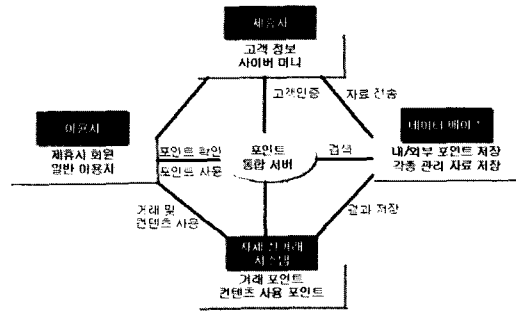 제휴사
고객 정보
사이버 머니
고객인증
자료 전송
이용자
제휴사 회원
일반 이용자
포인트 확인
포인트 사용
포인트
통합 서버
검색
내/외부 포인트 저장
각종 관리 자료 저장
거래 및
컨텐츠 사용
결과 저장
시스템
거래 포인트
컨텐츠 사용 포인트